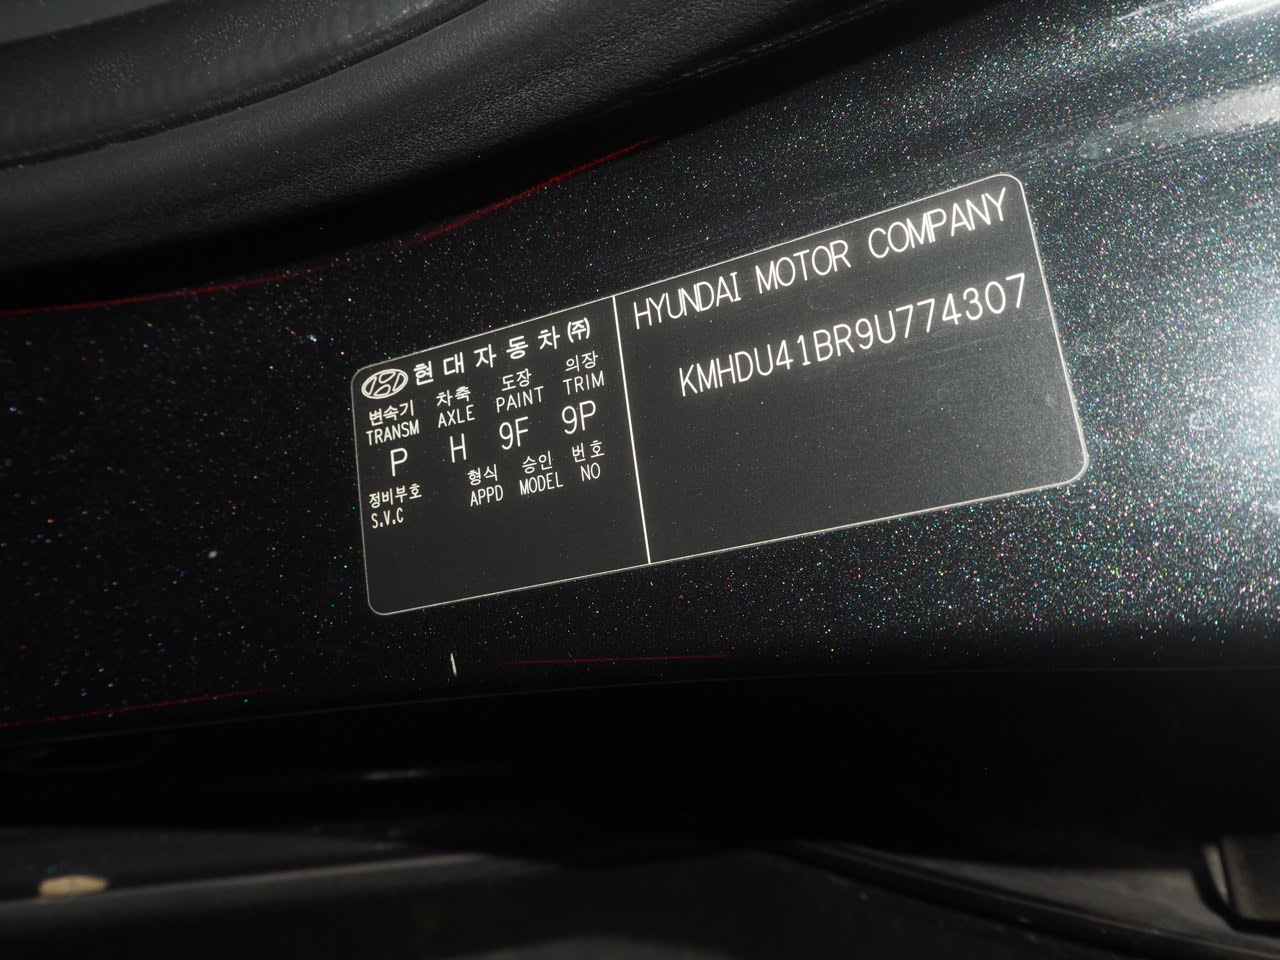 현대자동차㈜
변속기 차축 도장 의장
TRANSM AXLE PAINT TRIM
P H 9F 9P
정비부호 형식 승인 번호
S.V.C APPD MODEL NO
HYUNDAI MOTOR COMPANY
KMHDU41BR9U774307